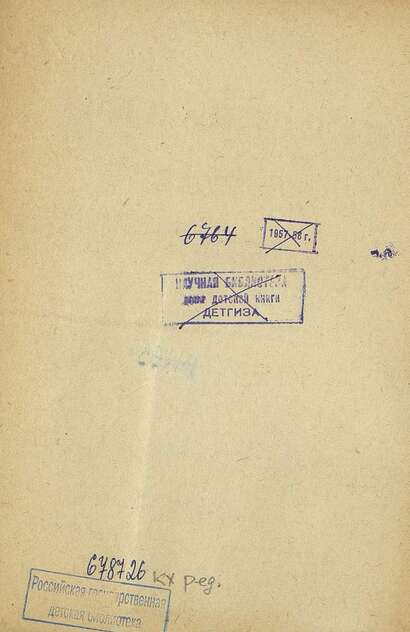 6764
1957-58 г.
НАУЧНАЯ БИБЛИОТЕКА
ДЕТСКОЙ КНИГИ
ДЕТГИЗА
678726
КХ ред.
Российская государственная
детская библиотека